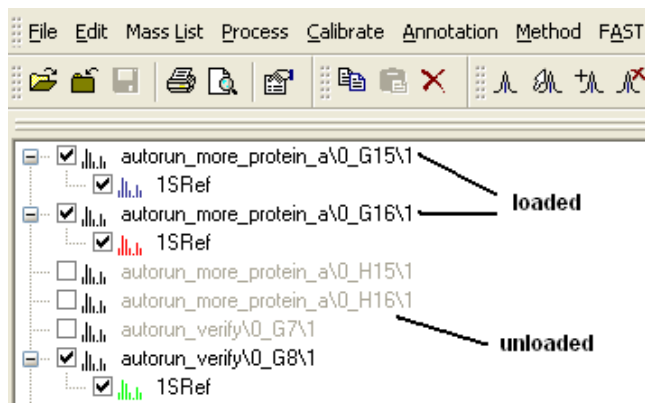 File Edit Mass List Process Calibrate Annotation Method FAST
autorun_more_protein_a\0_G15\1
1SRef
loaded
autorun_more_protein_a\0_G16\1
1SRef
autorun_more_protein_a\0_H15\1
autorun_more_protein_a\0_H16\1
autorun_verify\0_G7\1
unloaded
autorun_verify\0_G8\1
1SRef